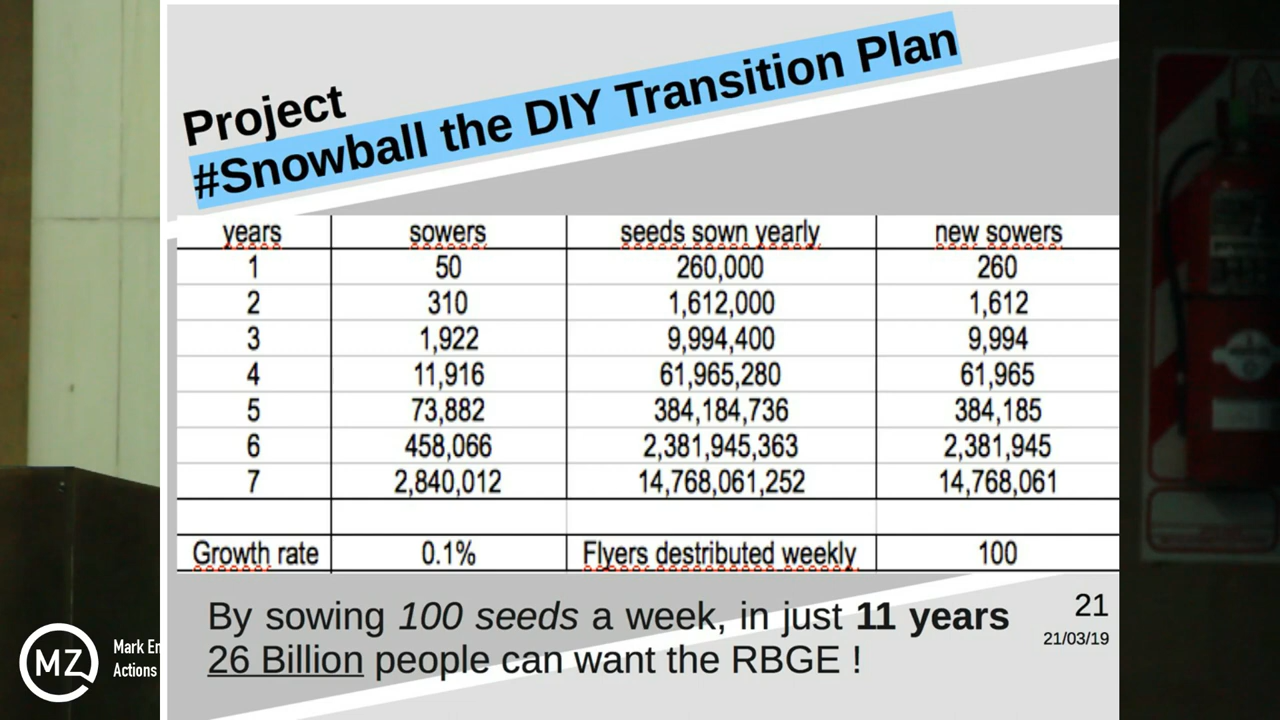 Project
#Snowball the DIY Transition Plan
years sowers seeds sown yearly new sowers
1 50 260,000 260
2 310 1,612,000 1,612
3 1,922 9,994,400 9,994
4 11,916 61,965,280 61,965
5 73,882 384,184,736 384,185
6 458,066 2,381,945,363 2,381,945
7 2,840,012 14,768,061,252 14,768,061
Growth rate 0.1% Flyers destributed weekly 100
By sowing 100 seeds a week, in just 11 years
26 Billion people can want the RBGE !
21
21/03/19
MZ
Mark En
Actions